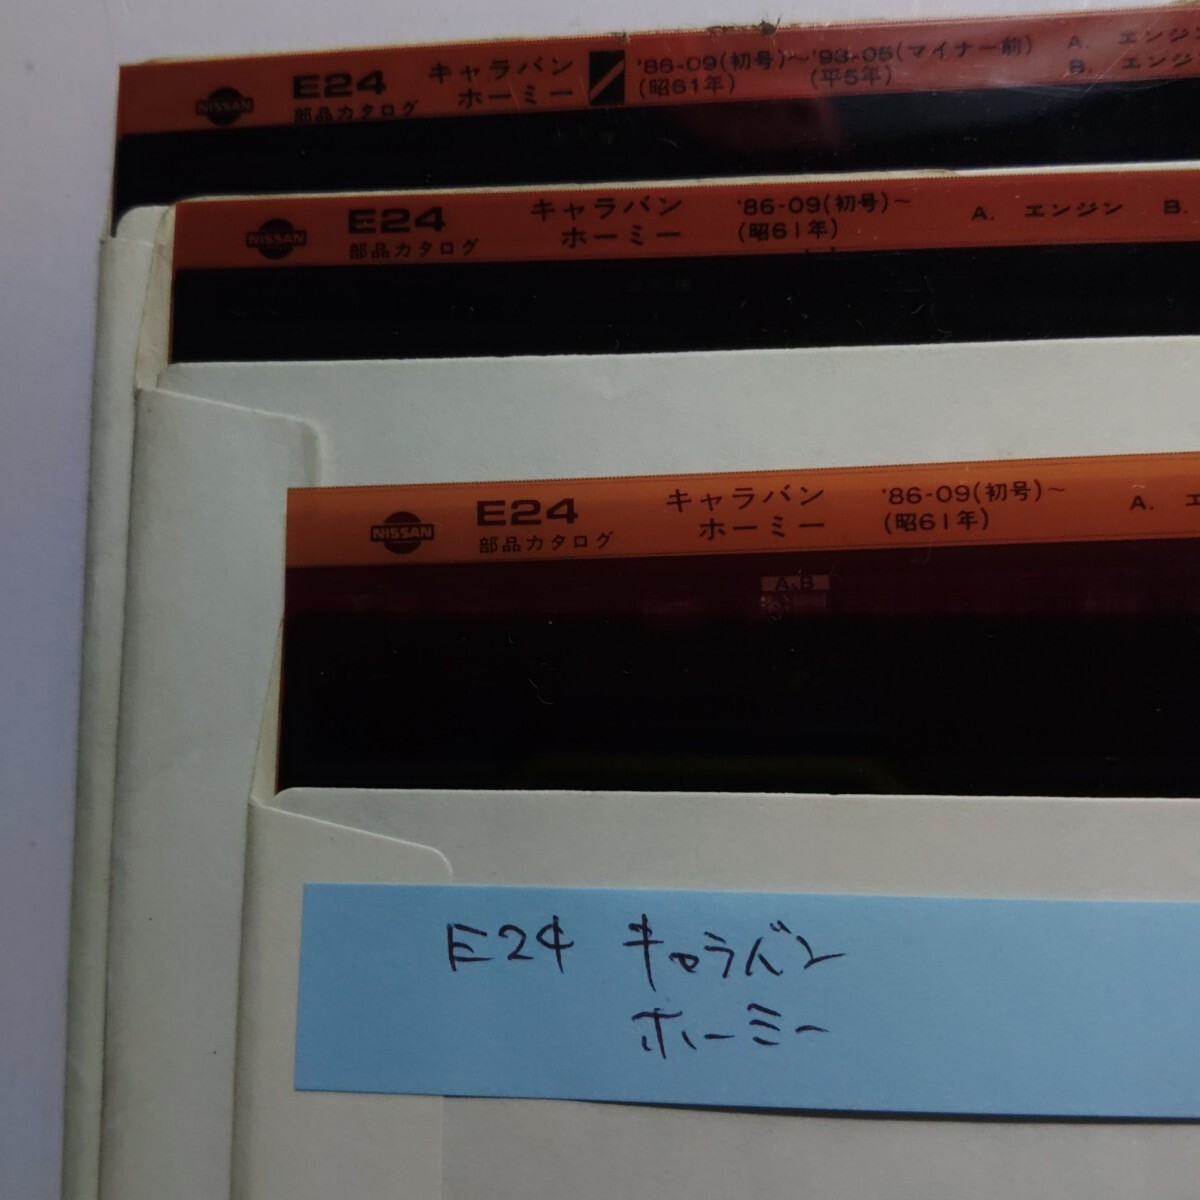 NISSAN E24 キャラバン '86-09(初号)~'93-05(マイナー前) A. エンジン
部品カタログ ホーミー (昭61年) (平5年) B. エンジ
NISSAN E24 キャラバン '86-09(初号)~ A. エンジン B.
部品カタログ ホーミー (昭61年)
NISSAN E24 キャラバン '86-09(初号)~ A. エ
部品カタログ ホーミー (昭61年)
A,B
E24 キャラバン
ホーミー